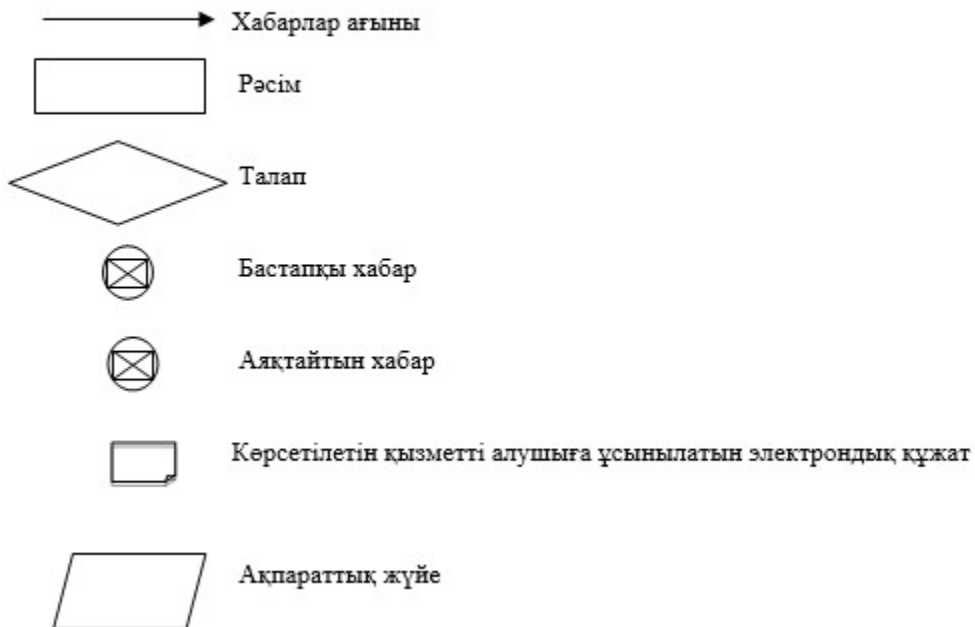 Хабарлар ағыны
Рәсім
Талап
Бастапқы хабар
Аяқтайтын хабар
Көрсетілетін қызметті алушыға ұсынылатын электрондық құжат
Ақпараттық жүйе